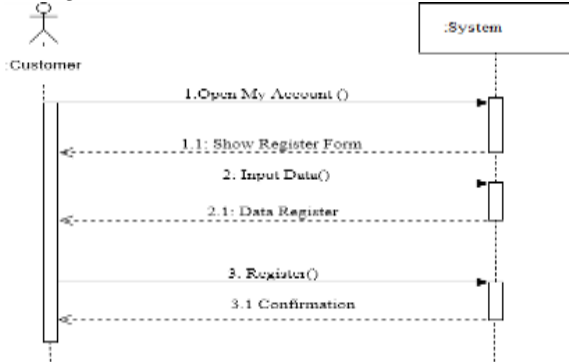 :System
:Customer
1.Open My Account ()
1.1: Show Register Form
2. Input Data()
2.1: Data Register
3. Register()
3.1 Confirmation